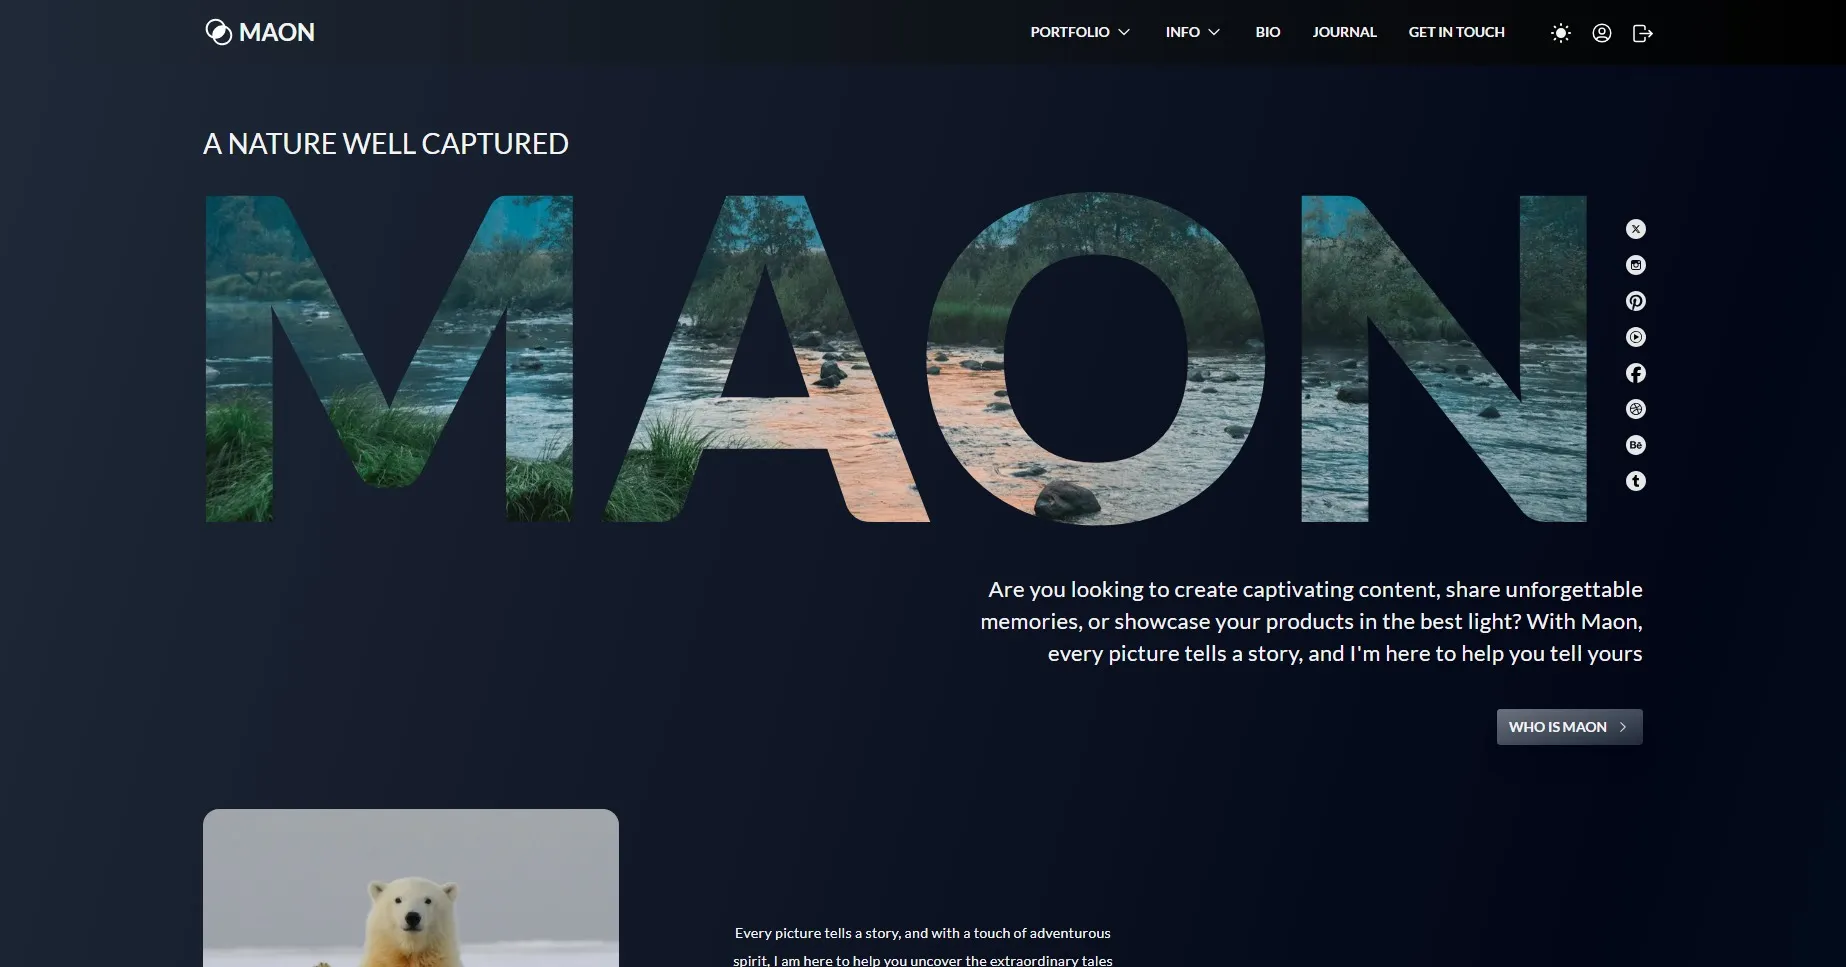 MAON
PORTFOLIO
INFO
BIO
JOURNAL
GET IN TOUCH
A NATURE WELL CAPTURED
MAON
Bē
Are you looking to create captivating content, share unforgettable
memories, or showcase your products in the best light? With Maon,
every picture tells a story, and I'm here to help you tell yours
WHO IS MAON
Every picture tells a story, and with a touch of adventurous
spirit, I am here to help you uncover the extraordinary tales